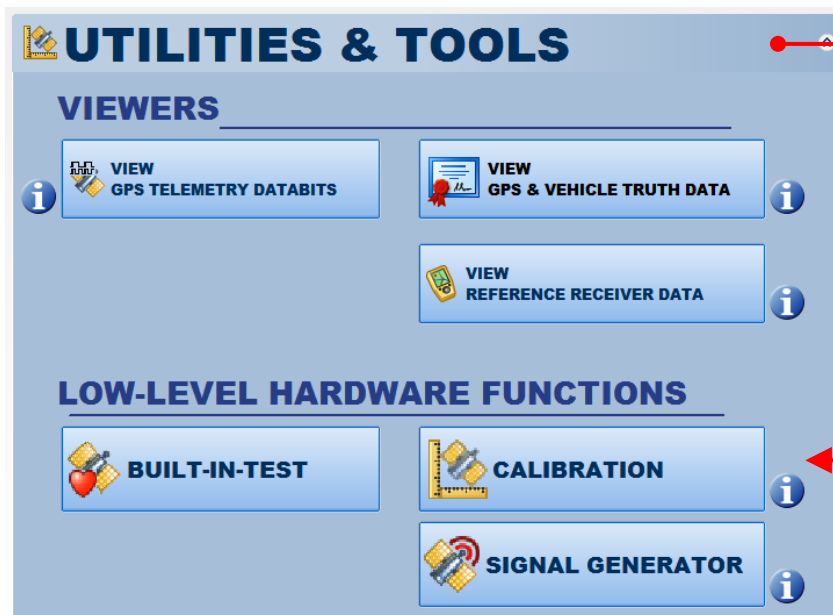 UTILITIES & TOOLS
VIEWERS
VIEW
GPS TELEMETRY DATABITS
VIEW
GPS & VEHICLE TRUTH DATA
VIEW
REFERENCE RECEIVER DATA
LOW-LEVEL HARDWARE FUNCTIONS
BUILT-IN-TEST
CALIBRATION
SIGNAL GENERATOR